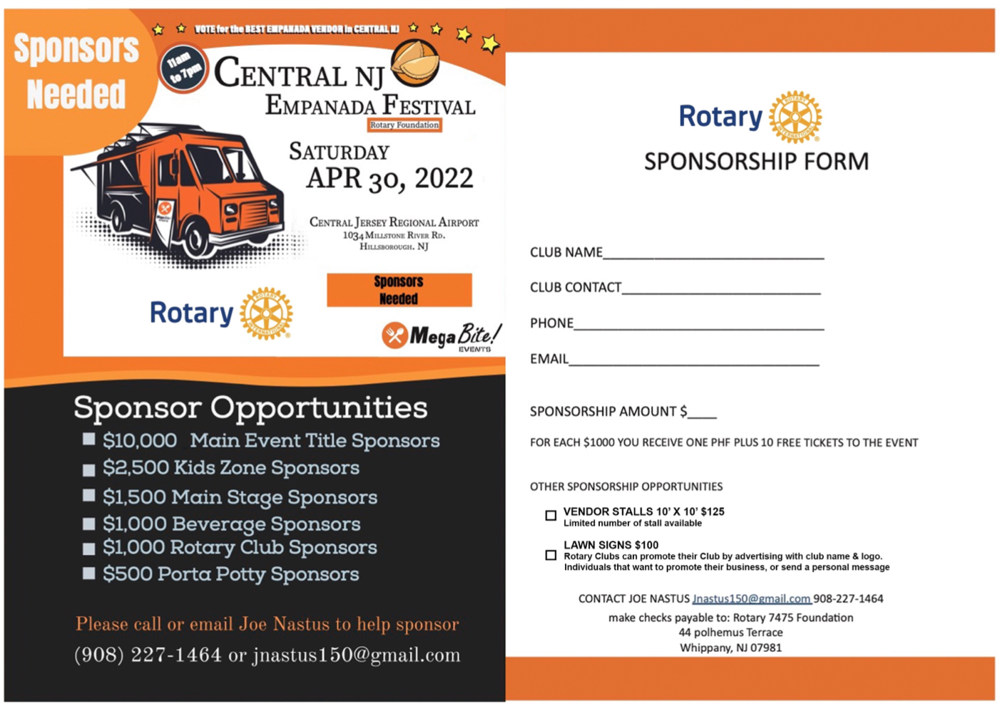 Sponsors
Needed
VOTE for the BEST EMPANADA VENDOR in CENTRAL NJ
11am
to 7pm
CENTRAL NJ
EMPANADA FESTIVAL
Rotary Foundation
SATURDAY
APR 30, 2022
CENTRAL JERSEY REGIONAL AIRPORT
1034 MILLSTONE RIVER RD.
HILLSBOROUGH. NJ
Sponsors
Needed
Rotary
ROTARY
INTERNATIONAL
MegaBite!
EVENTS
Sponsor Opportunities
$10,000 Main Event Title Sponsors
$2,500 Kids Zone Sponsors
$1,500 Main Stage Sponsors
$1,000 Beverage Sponsors
$1,000 Rotary Club Sponsors
$500 Porta Potty Sponsors
Please call or email Joe Nastus to help sponsor
(908) 227-1464 or jnastus150@gmail.com
Rotary
ROTARY
INTERNATIONAL
SPONSORSHIP FORM
CLUB NAME
CLUB CONTACT
PHONE
EMAIL
SPONSORSHIP AMOUNT $____
FOR EACH $1000 YOU RECEIVE ONE PHF PLUS 10 FREE TICKETS TO THE EVENT
OTHER SPONSORSHIP OPPORTUNITIES
VENDOR STALLS 10' X 10' $125
Limited number of stall available
LAWN SIGNS $100
Rotary Clubs can promote their Club by advertising with club name & logo.
Individuals that want to promote their business, or send a personal message
CONTACT JOE NASTUS Jnastus150@gmail.com 908-227-1464
make checks payable to: Rotary 7475 Foundation
44 polhemus Terrace
Whippany, NJ 07981